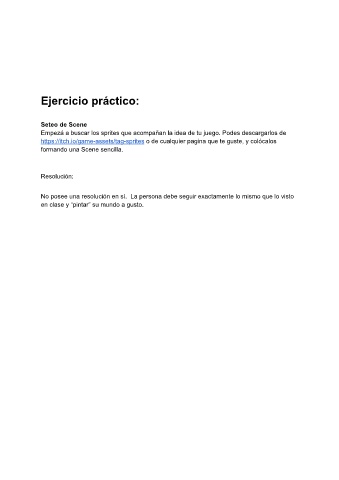 Ejercicio práctico:
Seteo de Scene
Empezá a buscar los sprites que acompañan la idea de tu juego. Podes descargarlos de
https://itch.io/game-assets/tag-sprites o de cualquier pagina que te guste, y colócalos
formando una Scene sencilla.
Resolución:
No posee una resolución en sí. La persona debe seguir exactamente lo mismo que lo visto
en clase y “pintar” su mundo a gusto.